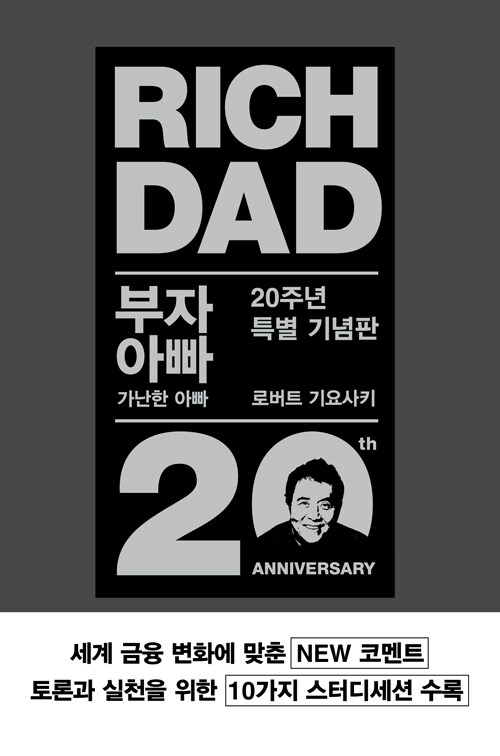 RICH
DAD
부자
아빠
가난한 아빠
20주년
특별 기념판
로버트 기요사키
20th
ANNIVERSARY
세계 금융 변화에 맞춘 NEW 코멘트
토론과 실천을 위한 10가지 스터디세션 수록